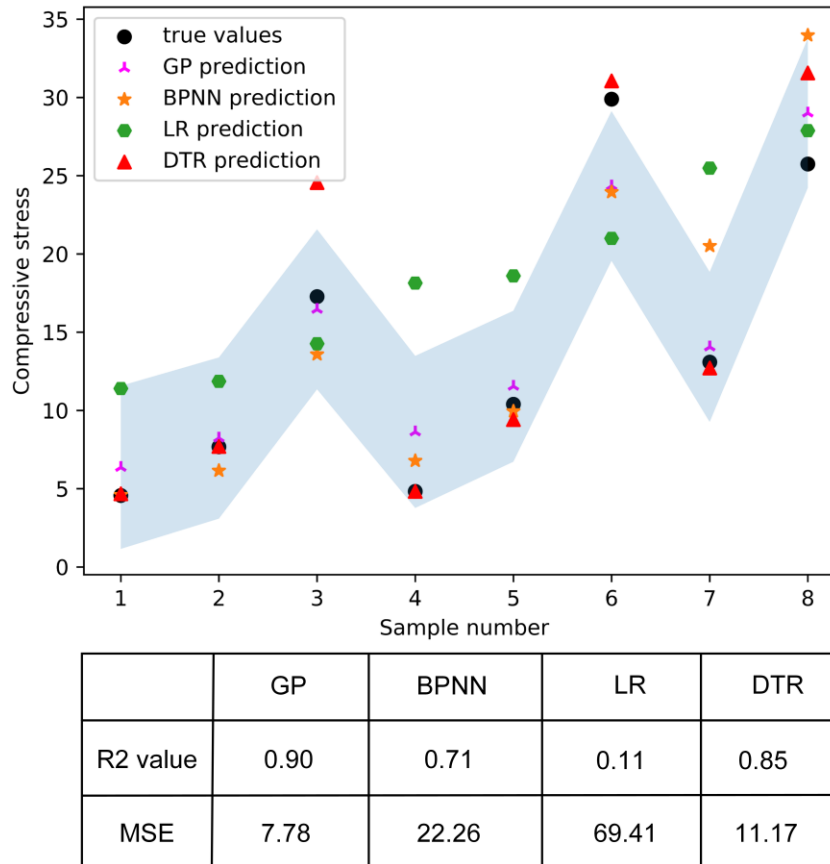 35
30
25
20
15
10
5
0
Compressive stress
true values
GP prediction
BPNN prediction
LR prediction
DTR prediction
1 2 3 4 5 6 7 8
Sample number
GP BPNN LR DTR
R2 value 0.90 0.71 0.11 0.85
MSE 7.78 22.26 69.41 11.17